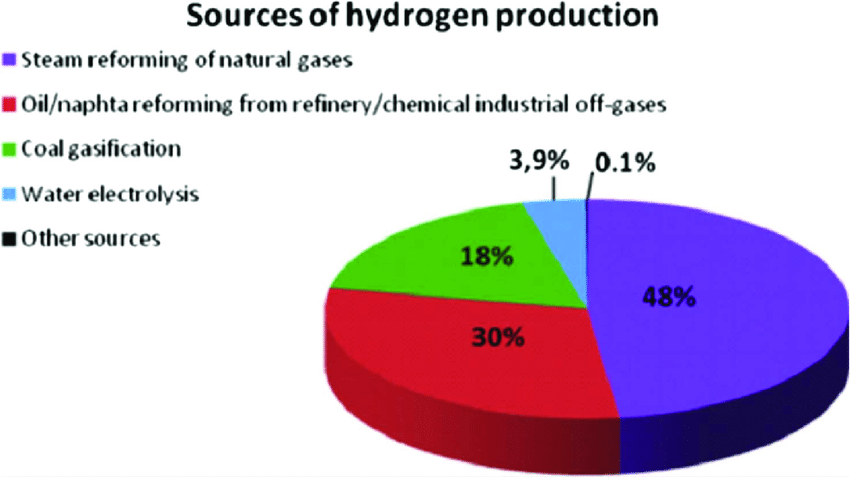 Sources of hydrogen production
Steam reforming of natural gases
Oil/naphta reforming from refinery/chemical industrial off-gases
Coal gasification
Water electrolysis
Other sources
3,9%
0.1%
18%
48%
30%